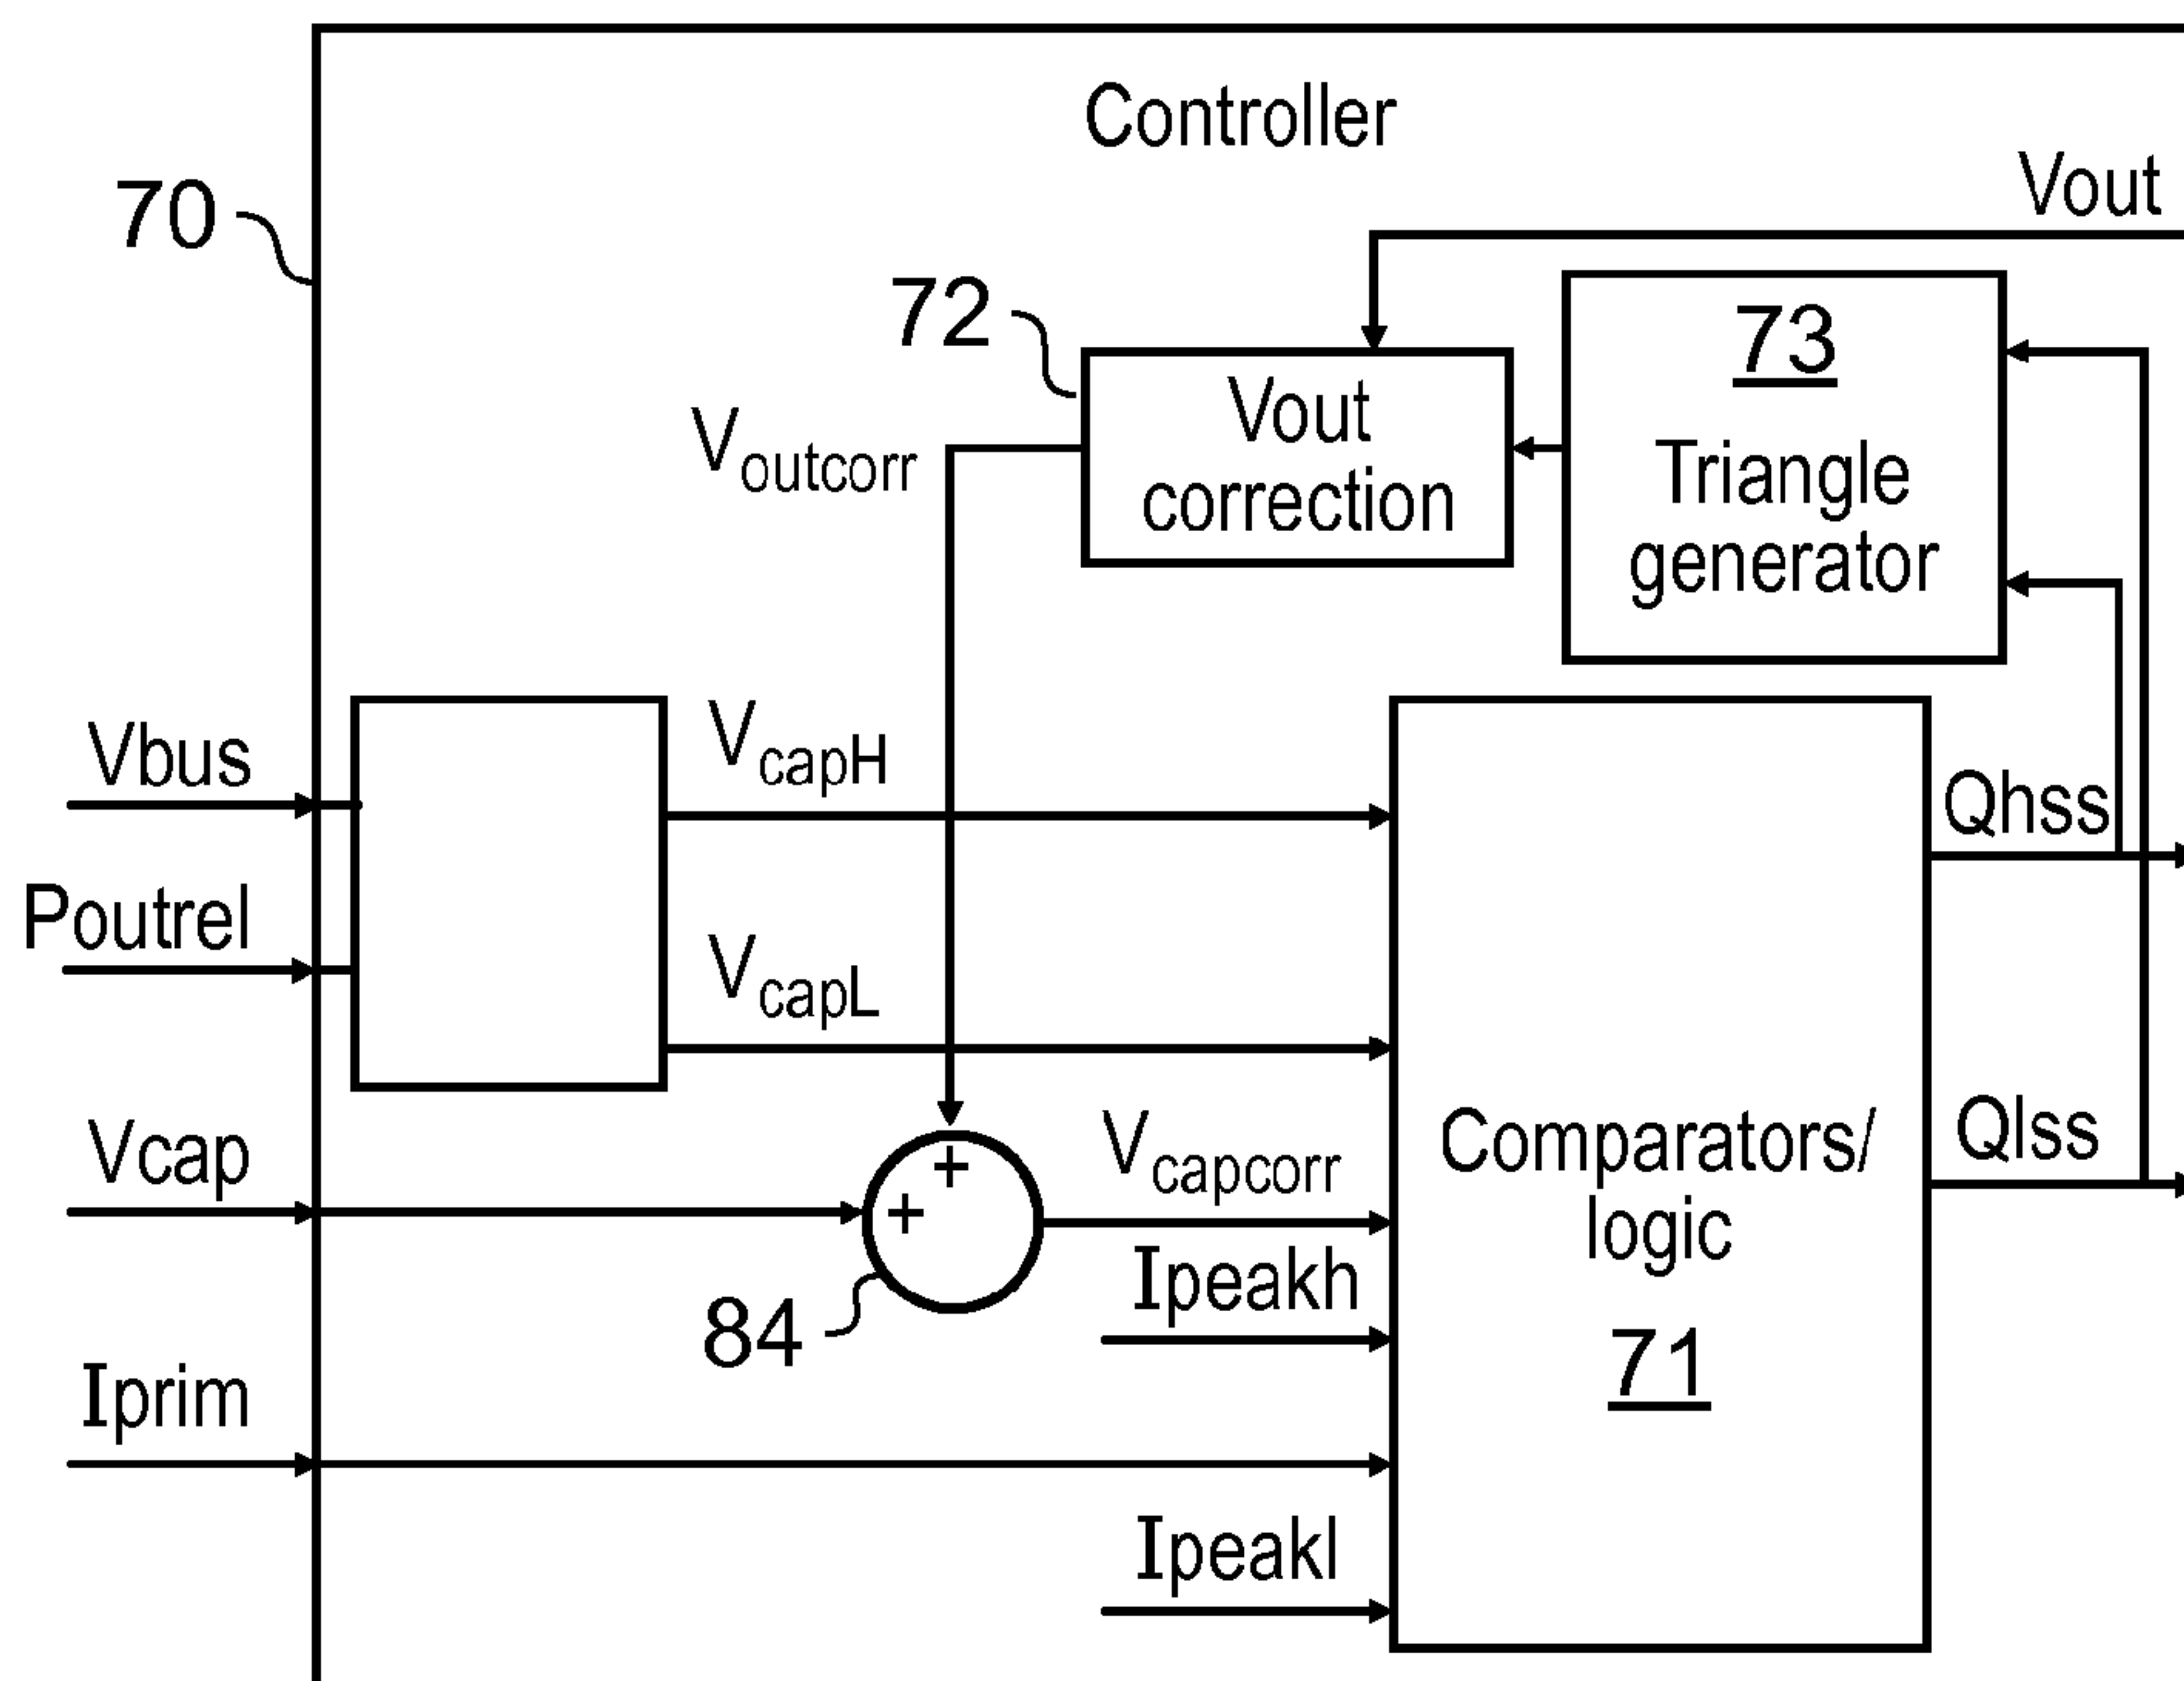 Controller
70
Vout
72
73
Vout
correction
Voutcorr
Triangle
generator
Vbus
VcapH
Qhss
Poutrel
VcapL
Vcap
+
+
Vcapcorr
Comparators/
logic
71
Qlss
84
Ipeakh
Iprim
Ipeakl